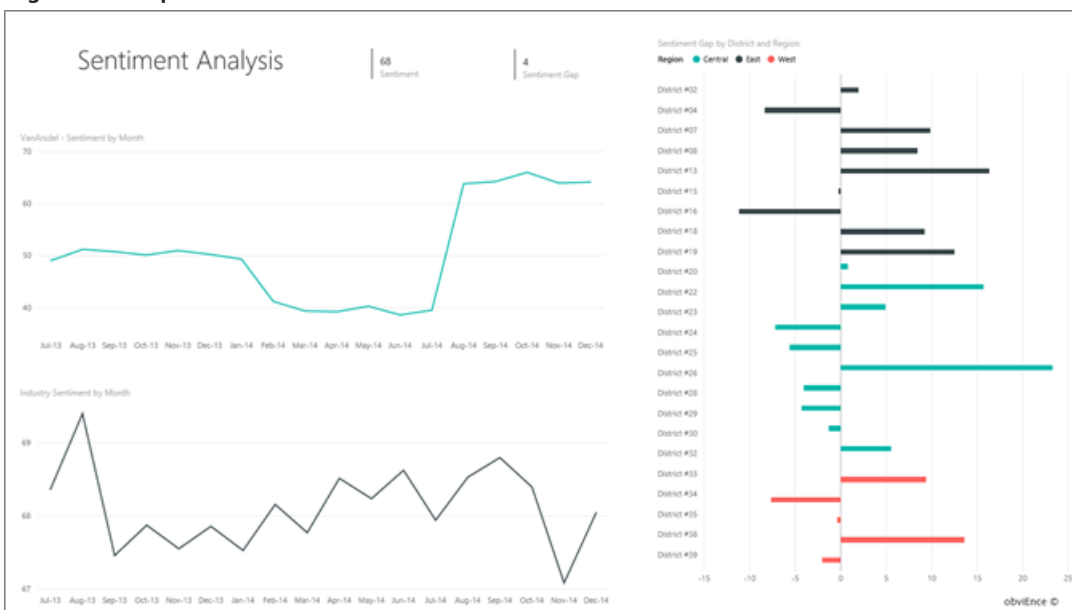 Sentiment Analysis
68
Sentiment
4
Sentiment Gap
VanArsdel - Sentiment by Month
70
60
50
40
Jul-13 Aug-13 Sep-13 Oct-13 Nov-13 Dec-13 Jan-14 Feb-14 Mar-14 Apr-14 May-14 Jun-14 Jul-14 Aug-14 Sep-14 Oct-14 Nov-14 Dec-14
Industry Sentiment by Month
69
68
67
Jul-13 Aug-13 Sep-13 Oct-13 Nov-13 Dec-13 Jan-14 Feb-14 Mar-14 Apr-14 May-14 Jun-14 Jul-14 Aug-14 Sep-14 Oct-14 Nov-14 Dec-14
Sentiment Gap by District and Region
Region Central East West
District #02
District #04
District #07
District #08
District #13
District #15
District #16
District #18
District #19
District #20
District #22
District #23
District #24
District #25
District #26
District #28
District #29
District #30
District #32
District #33
District #34
District #35
District #38
District #39
-15 -10 -5 0 5 10 15 20 25
obviEnce ©